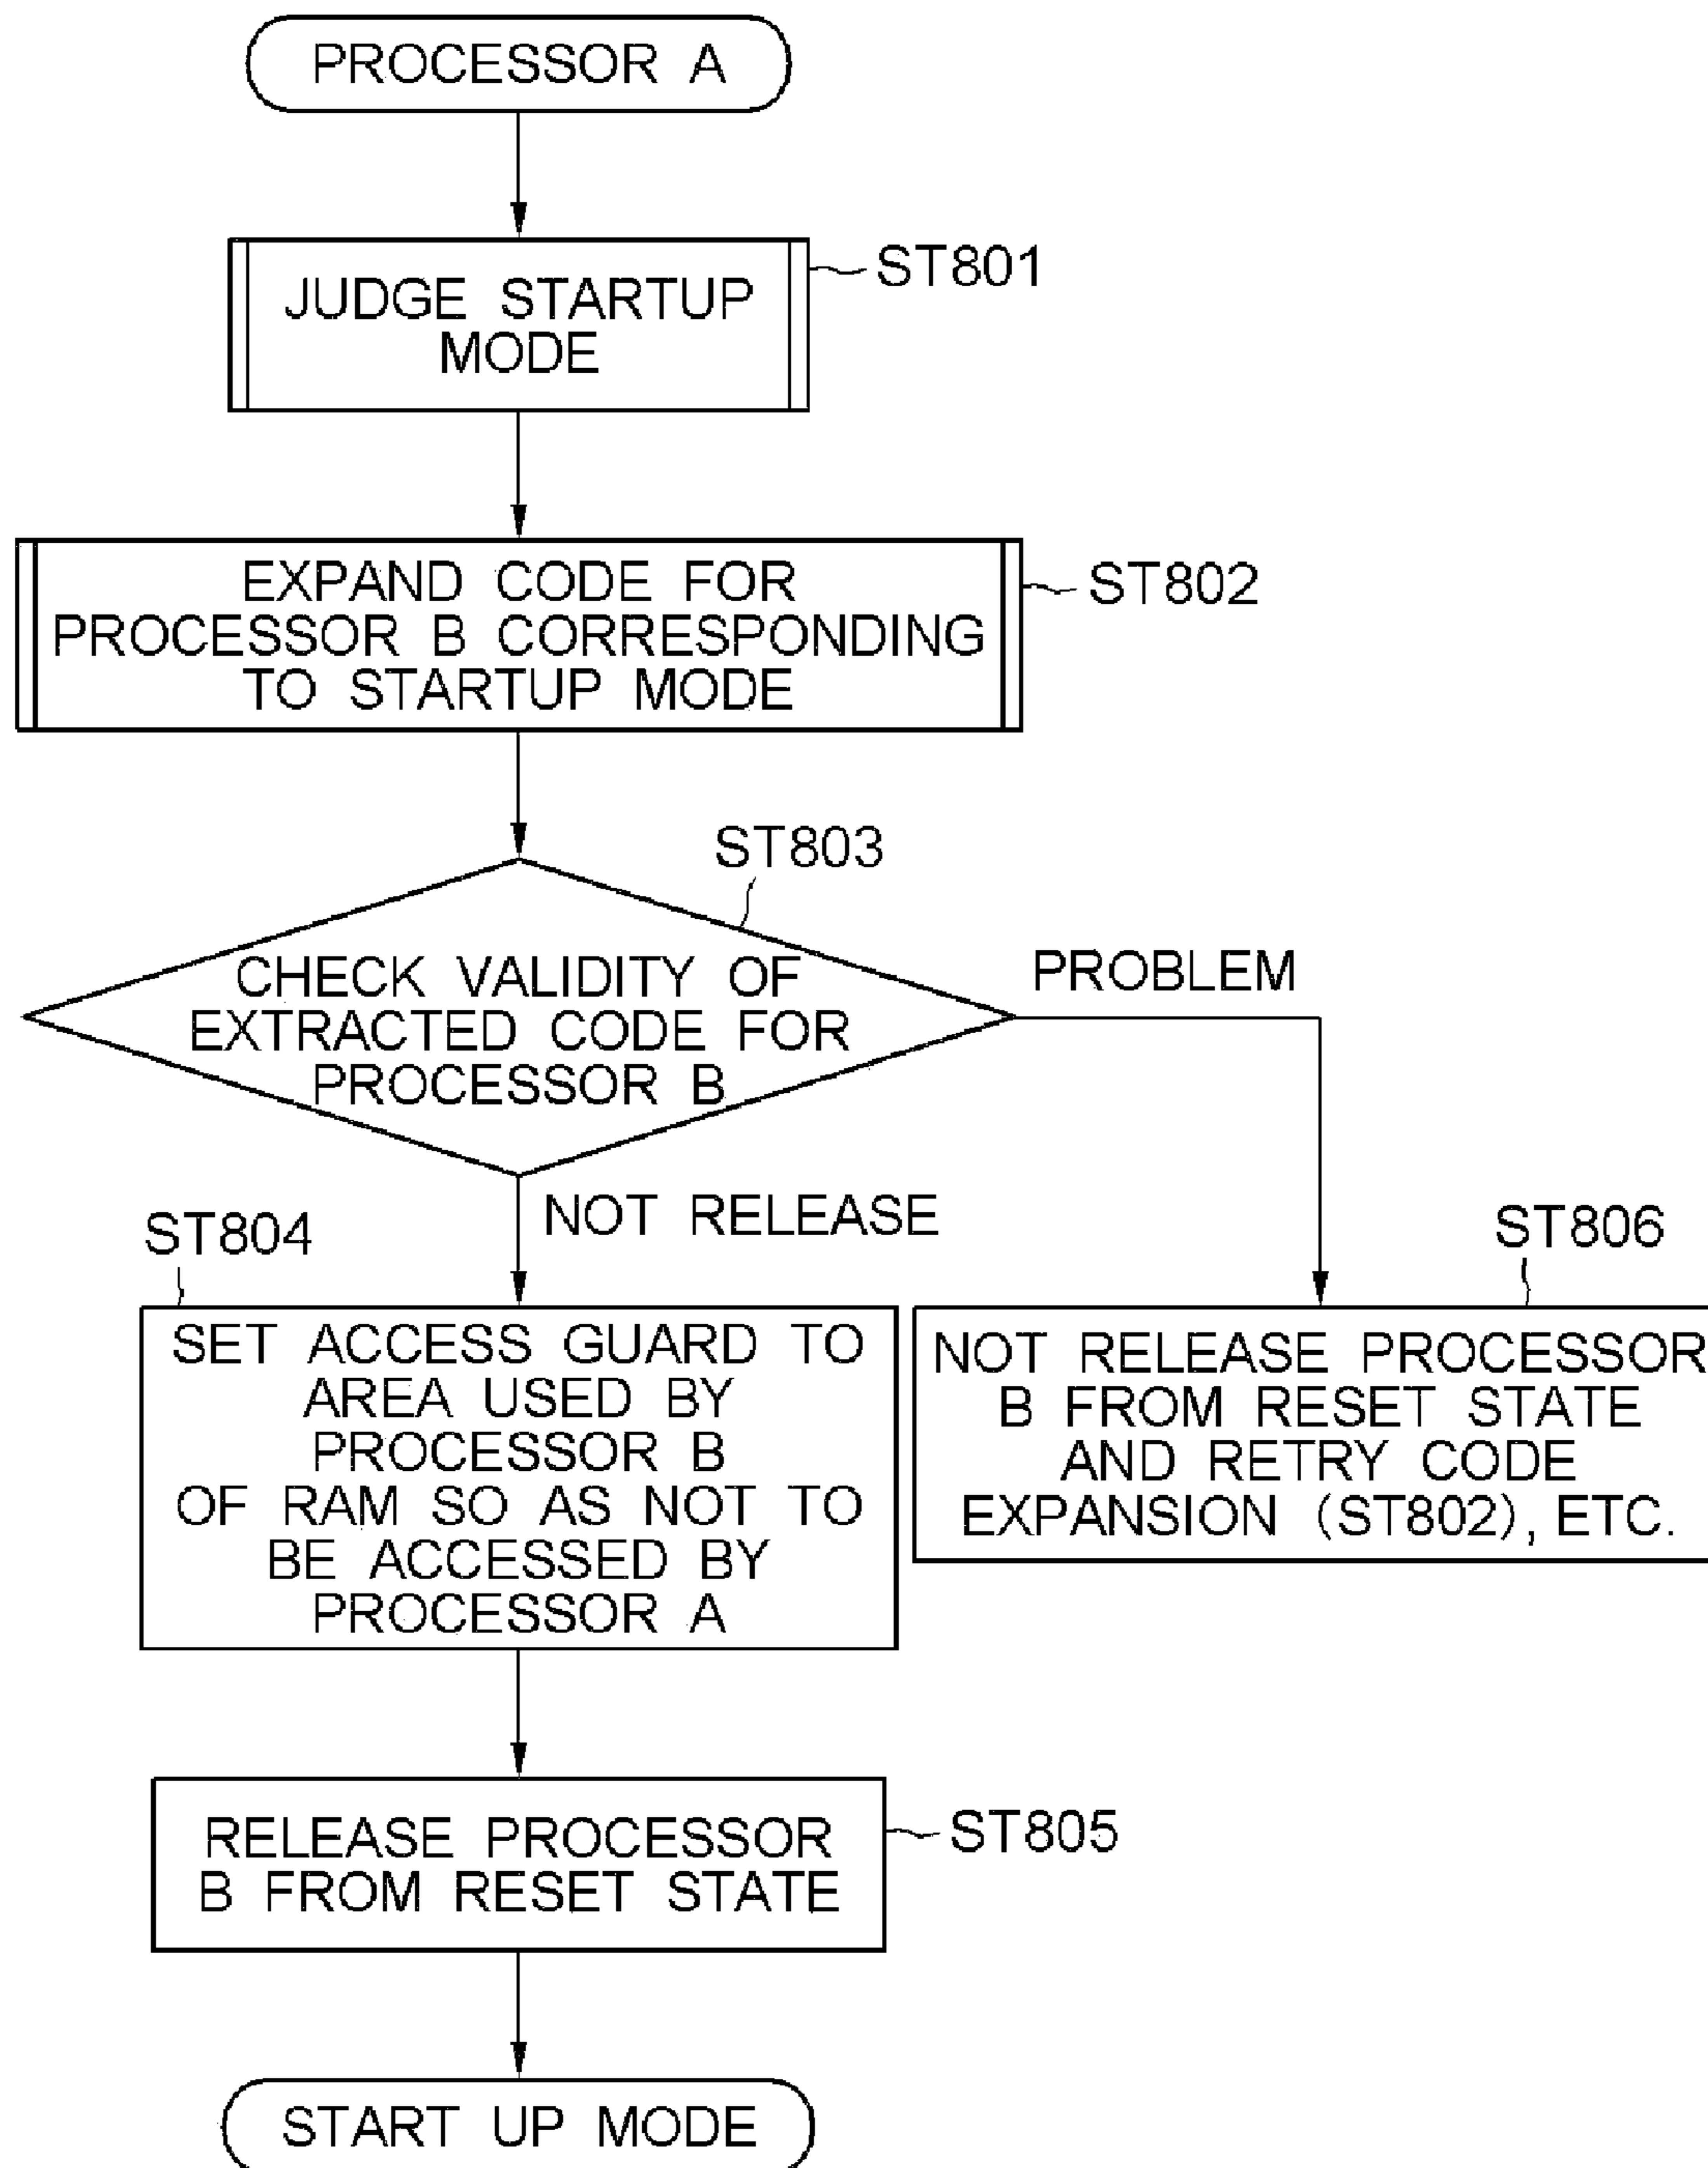 PROCESSOR A
JUDGE STARTUP
MODE
ST801
EXPAND CODE FOR
PROCESSOR B CORRESPONDING
TO STARTUP MODE
ST802
ST803
CHECK VALIDITY OF
EXTRACTED CODE FOR
PROCESSOR B
PROBLEM
NOT RELEASE
ST804
SET ACCESS GUARD TO
AREA USED BY
PROCESSOR B
OF RAM SO AS NOT TO
BE ACCESSED BY
PROCESSOR A
ST806
NOT RELEASE PROCESSOR
B FROM RESET STATE
AND RETRY CODE
EXPANSION (ST802), ETC.
RELEASE PROCESSOR
B FROM RESET STATE
ST805
START UP MODE